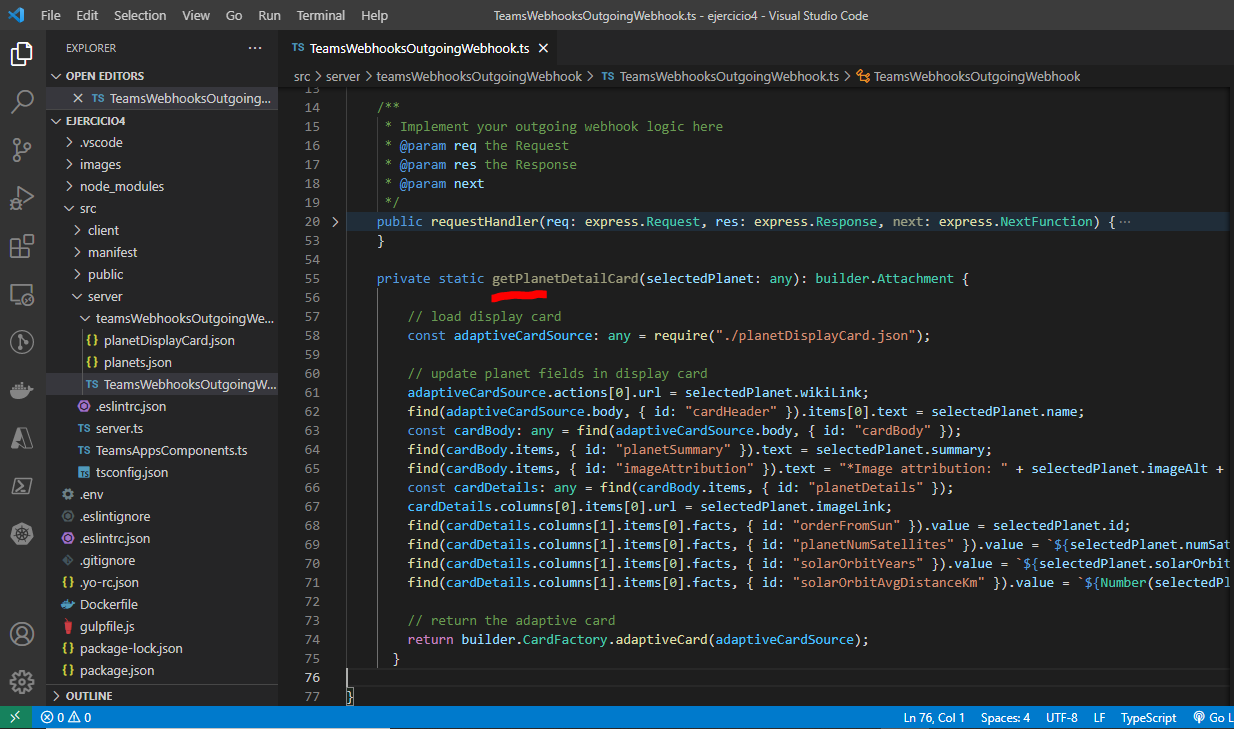 File Edit Selection View Go Run Terminal Help TeamsWebhooksOutgoingWebhook.ts - ejercicio4 - Visual Studio Code
EXPLORER ···
OPEN EDITORS
TS TeamsWebhooksOutgoing...
EJERCICIO4
.vscode
images
node_modules
src
client
manifest
public
server
teamsWebhooksOutgoingWe...
{} planetDisplayCard.json
{} planets.json
TS TeamsWebhooksOutgoingW...
.eslintrc.json
TS server.ts
TS TeamsAppsComponents.ts
TS tsconfig.json
.env
.eslintignore
.eslintrc.json
.gitignore
{} .yo-rc.json
Dockerfile
gulpfile.js
{} package-lock.json
{} package.json
OUTLINE
TS TeamsWebhooksOutgoingWebhook.ts
src > server > teamsWebhooksOutgoingWebhook > TS TeamsWebhooksOutgoingWebhook.ts > TeamsWebhooksOutgoingWebhook
13
14 /**
15 * Implement your outgoing webhook logic here
16 * @param req the Request
17 * @param res the Response
18 * @param next
19 */
20 public requestHandler(req: express.Request, res: express.Response, next: express.NextFunction) {···
53 }
54
55 private static getPlanetDetailCard(selectedPlanet: any): builder.Attachment {
56
57 // load display card
58 const adaptiveCardSource: any = require("./planetDisplayCard.json");
59
60 // update planet fields in display card
61 adaptiveCardSource.actions[0].url = selectedPlanet.wikiLink;
62 find(adaptiveCardSource.body, { id: "cardHeader" }).items[0].text = selectedPlanet.name;
63 const cardBody: any = find(adaptiveCardSource.body, { id: "cardBody" });
64 find(cardBody.items, { id: "planetSummary" }).text = selectedPlanet.summary;
65 find(cardBody.items, { id: "imageAttribution" }).text = "*Image attribution: " + selectedPlanet.imageAlt +
66 const cardDetails: any = find(cardBody.items, { id: "planetDetails" });
67 cardDetails.columns[0].items[0].url = selectedPlanet.imageLink;
68 find(cardDetails.columns[1].items[0].facts, { id: "orderFromSun" }).value = selectedPlanet.id;
69 find(cardDetails.columns[1].items[0].facts, { id: "planetNumSatellites" }).value = `${selectedPlanet.numSat
70 find(cardDetails.columns[1].items[0].facts, { id: "solarOrbitYears" }).value = `${selectedPlanet.solarOrbit
71 find(cardDetails.columns[1].items[0].facts, { id: "solarOrbitAvgDistanceKm" }).value = `${Number(selectedPl
72
73 // return the adaptive card
74 return builder.CardFactory.adaptiveCard(adaptiveCardSource);
75 }
76
77 }
0 0 Ln 76, Col 1 Spaces: 4 UTF-8 LF TypeScript Go L